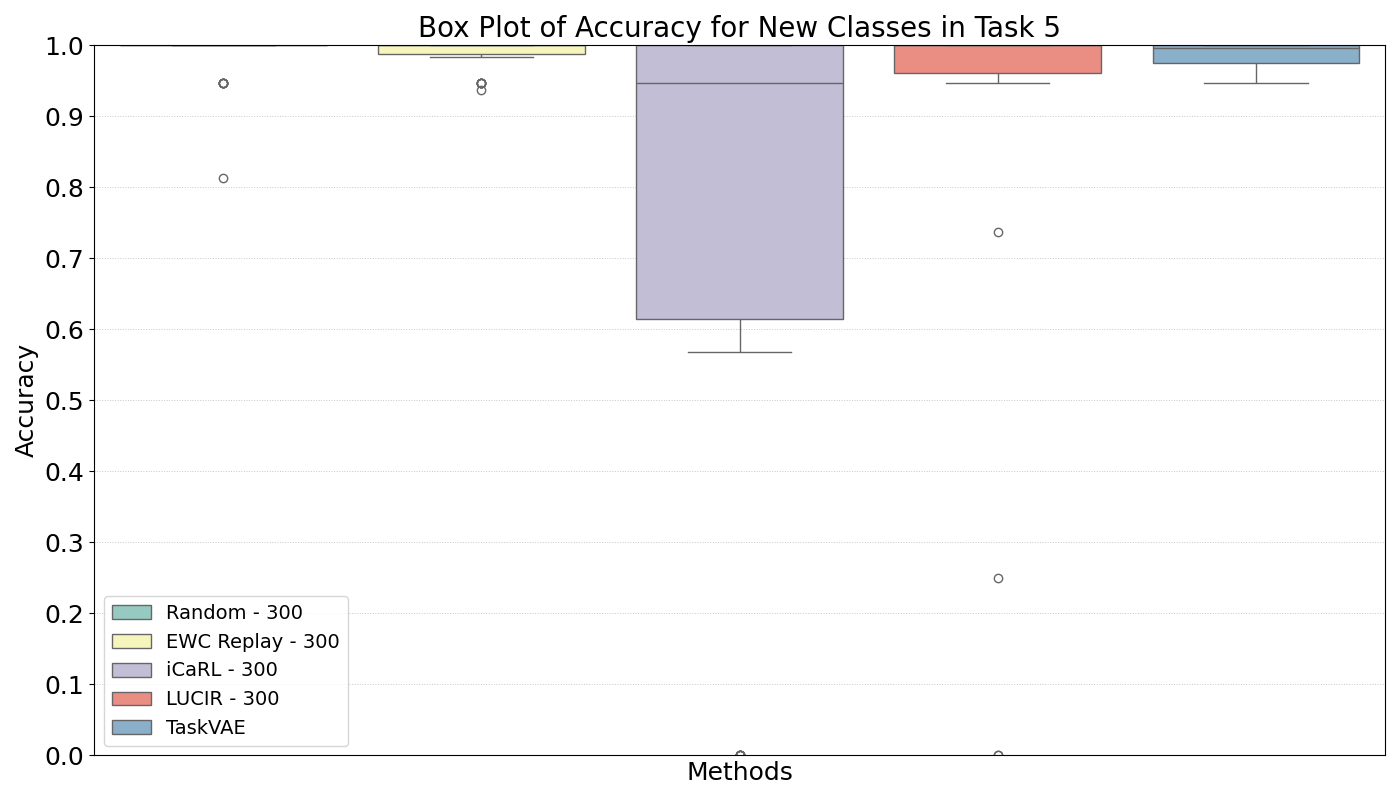 Box Plot of Accuracy for New Classes in Task 5
1.0
0.9
0.8
0.7
0.6
0.5
0.4
0.3
0.2
0.1
0.0
Accuracy
Random - 300
EWC Replay - 300
iCaRL - 300
LUCIR - 300
TaskVAE
Methods